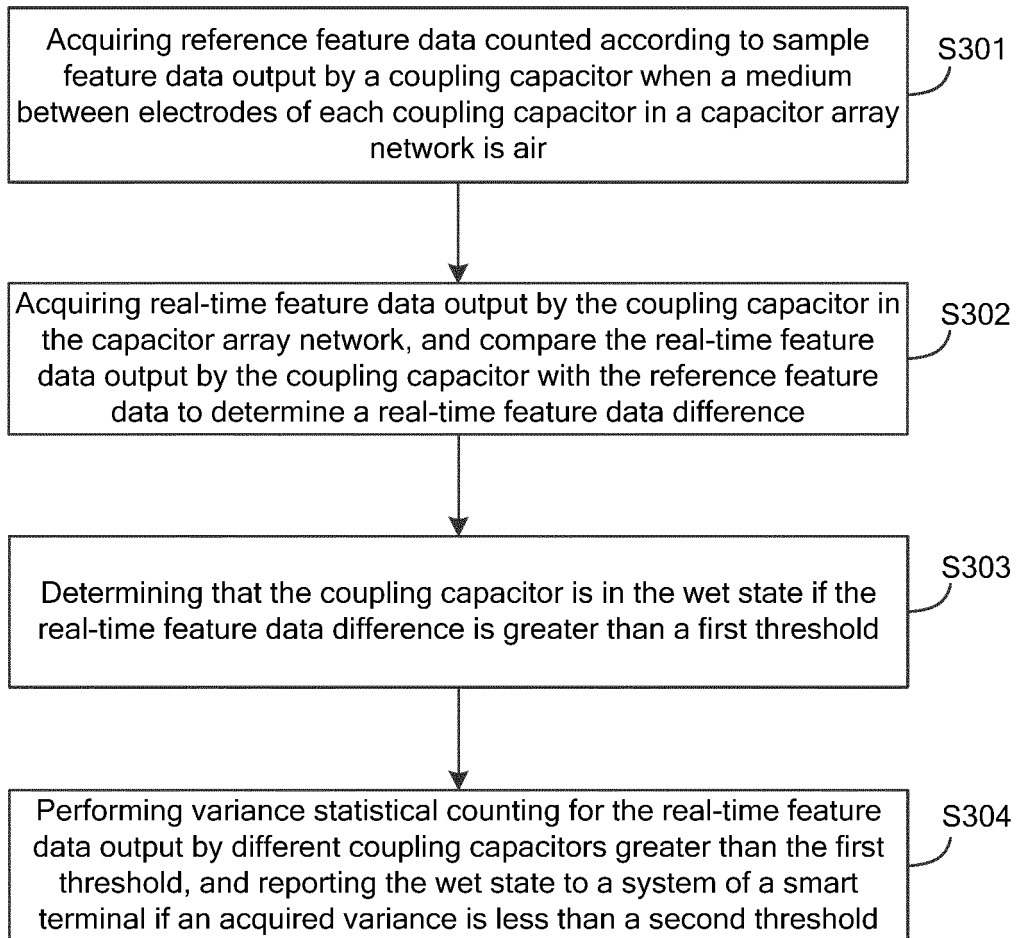 Acquiring reference feature data counted according to sample
feature data output by a coupling capacitor when a medium
between electrodes of each coupling capacitor in a capacitor array
network is air
S301
Acquiring real-time feature data output by the coupling capacitor in
the capacitor array network, and compare the real-time feature
data output by the coupling capacitor with the reference feature
data to determine a real-time feature data difference
S302
Determining that the coupling capacitor is in the wet state if the
real-time feature data difference is greater than a first threshold
S303
Performing variance statistical counting for the real-time feature
data output by different coupling capacitors greater than the first
threshold, and reporting the wet state to a system of a smart
terminal if an acquired variance is less than a second threshold
S304